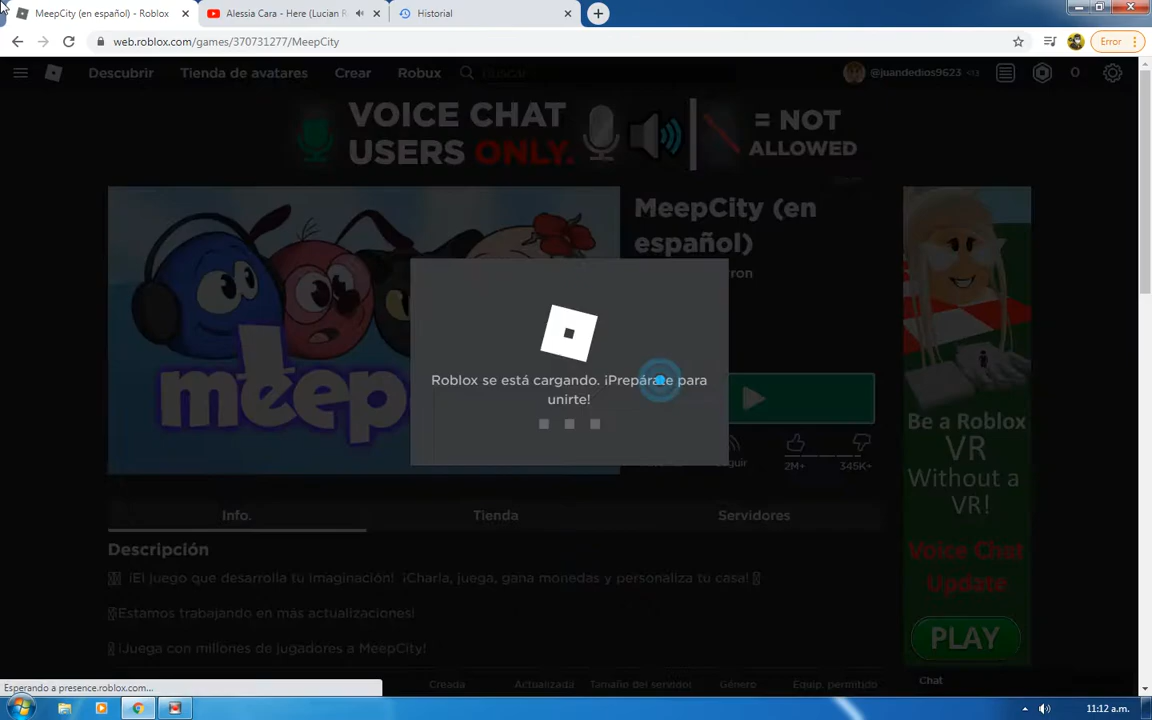 MeepCity (en español) - Roblox
Alessia Cara - Here (Lucian R
Historial
web.roblox.com/games/370731277/MeepCity
Error
Descubrir
Tienda de avatares
Crear
Robux
Buscar
@juandedios9623
0
VOICE CHAT
USERS ONLY.
= NOT
ALLOWED
MeepCity (en
español)
meep
Roblox se está cargando. ¡Prepárate para
unirte!
2M+
345K+
Info.
Tienda
Servidores
Descripción
¡El juego que desarrolla tu imaginación! ¡Charla, juega, gana monedas y personaliza tu casa!
¡Estamos trabajando en más actualizaciones!
¡Juega con millones de jugadores a MeepCity!
Creada
Actualizada
Tamaño del servidor
Género
Equip. permitido
Be a Roblox
VR
Without a
VR!
Voice Chat
Update
PLAY
Chat
Esperando a presence.roblox.com...
11:12 a.m.